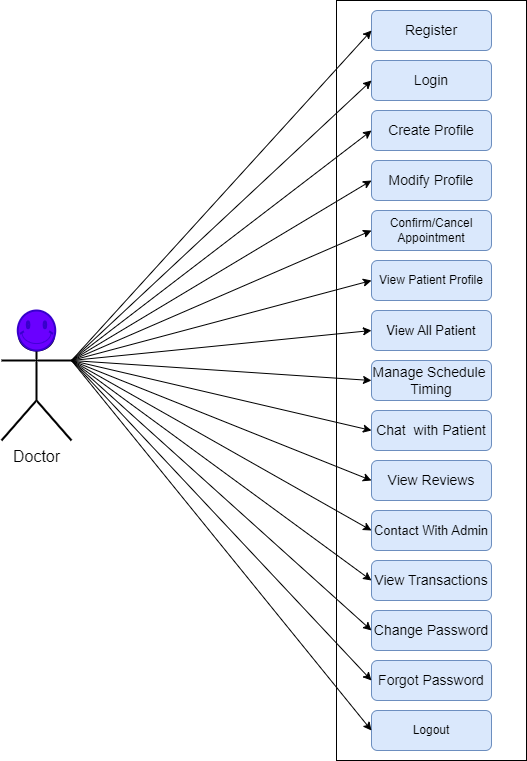 Register
Login
Create Profile
Modify Profile
Confirm/Cancel
Appointment
View Patient Profile
View All Patient
Manage Schedule
Timing
Chat  with Patient
View Reviews
Contact With Admin
View Transactions
Change Password
Forgot Password
Logout
Doctor